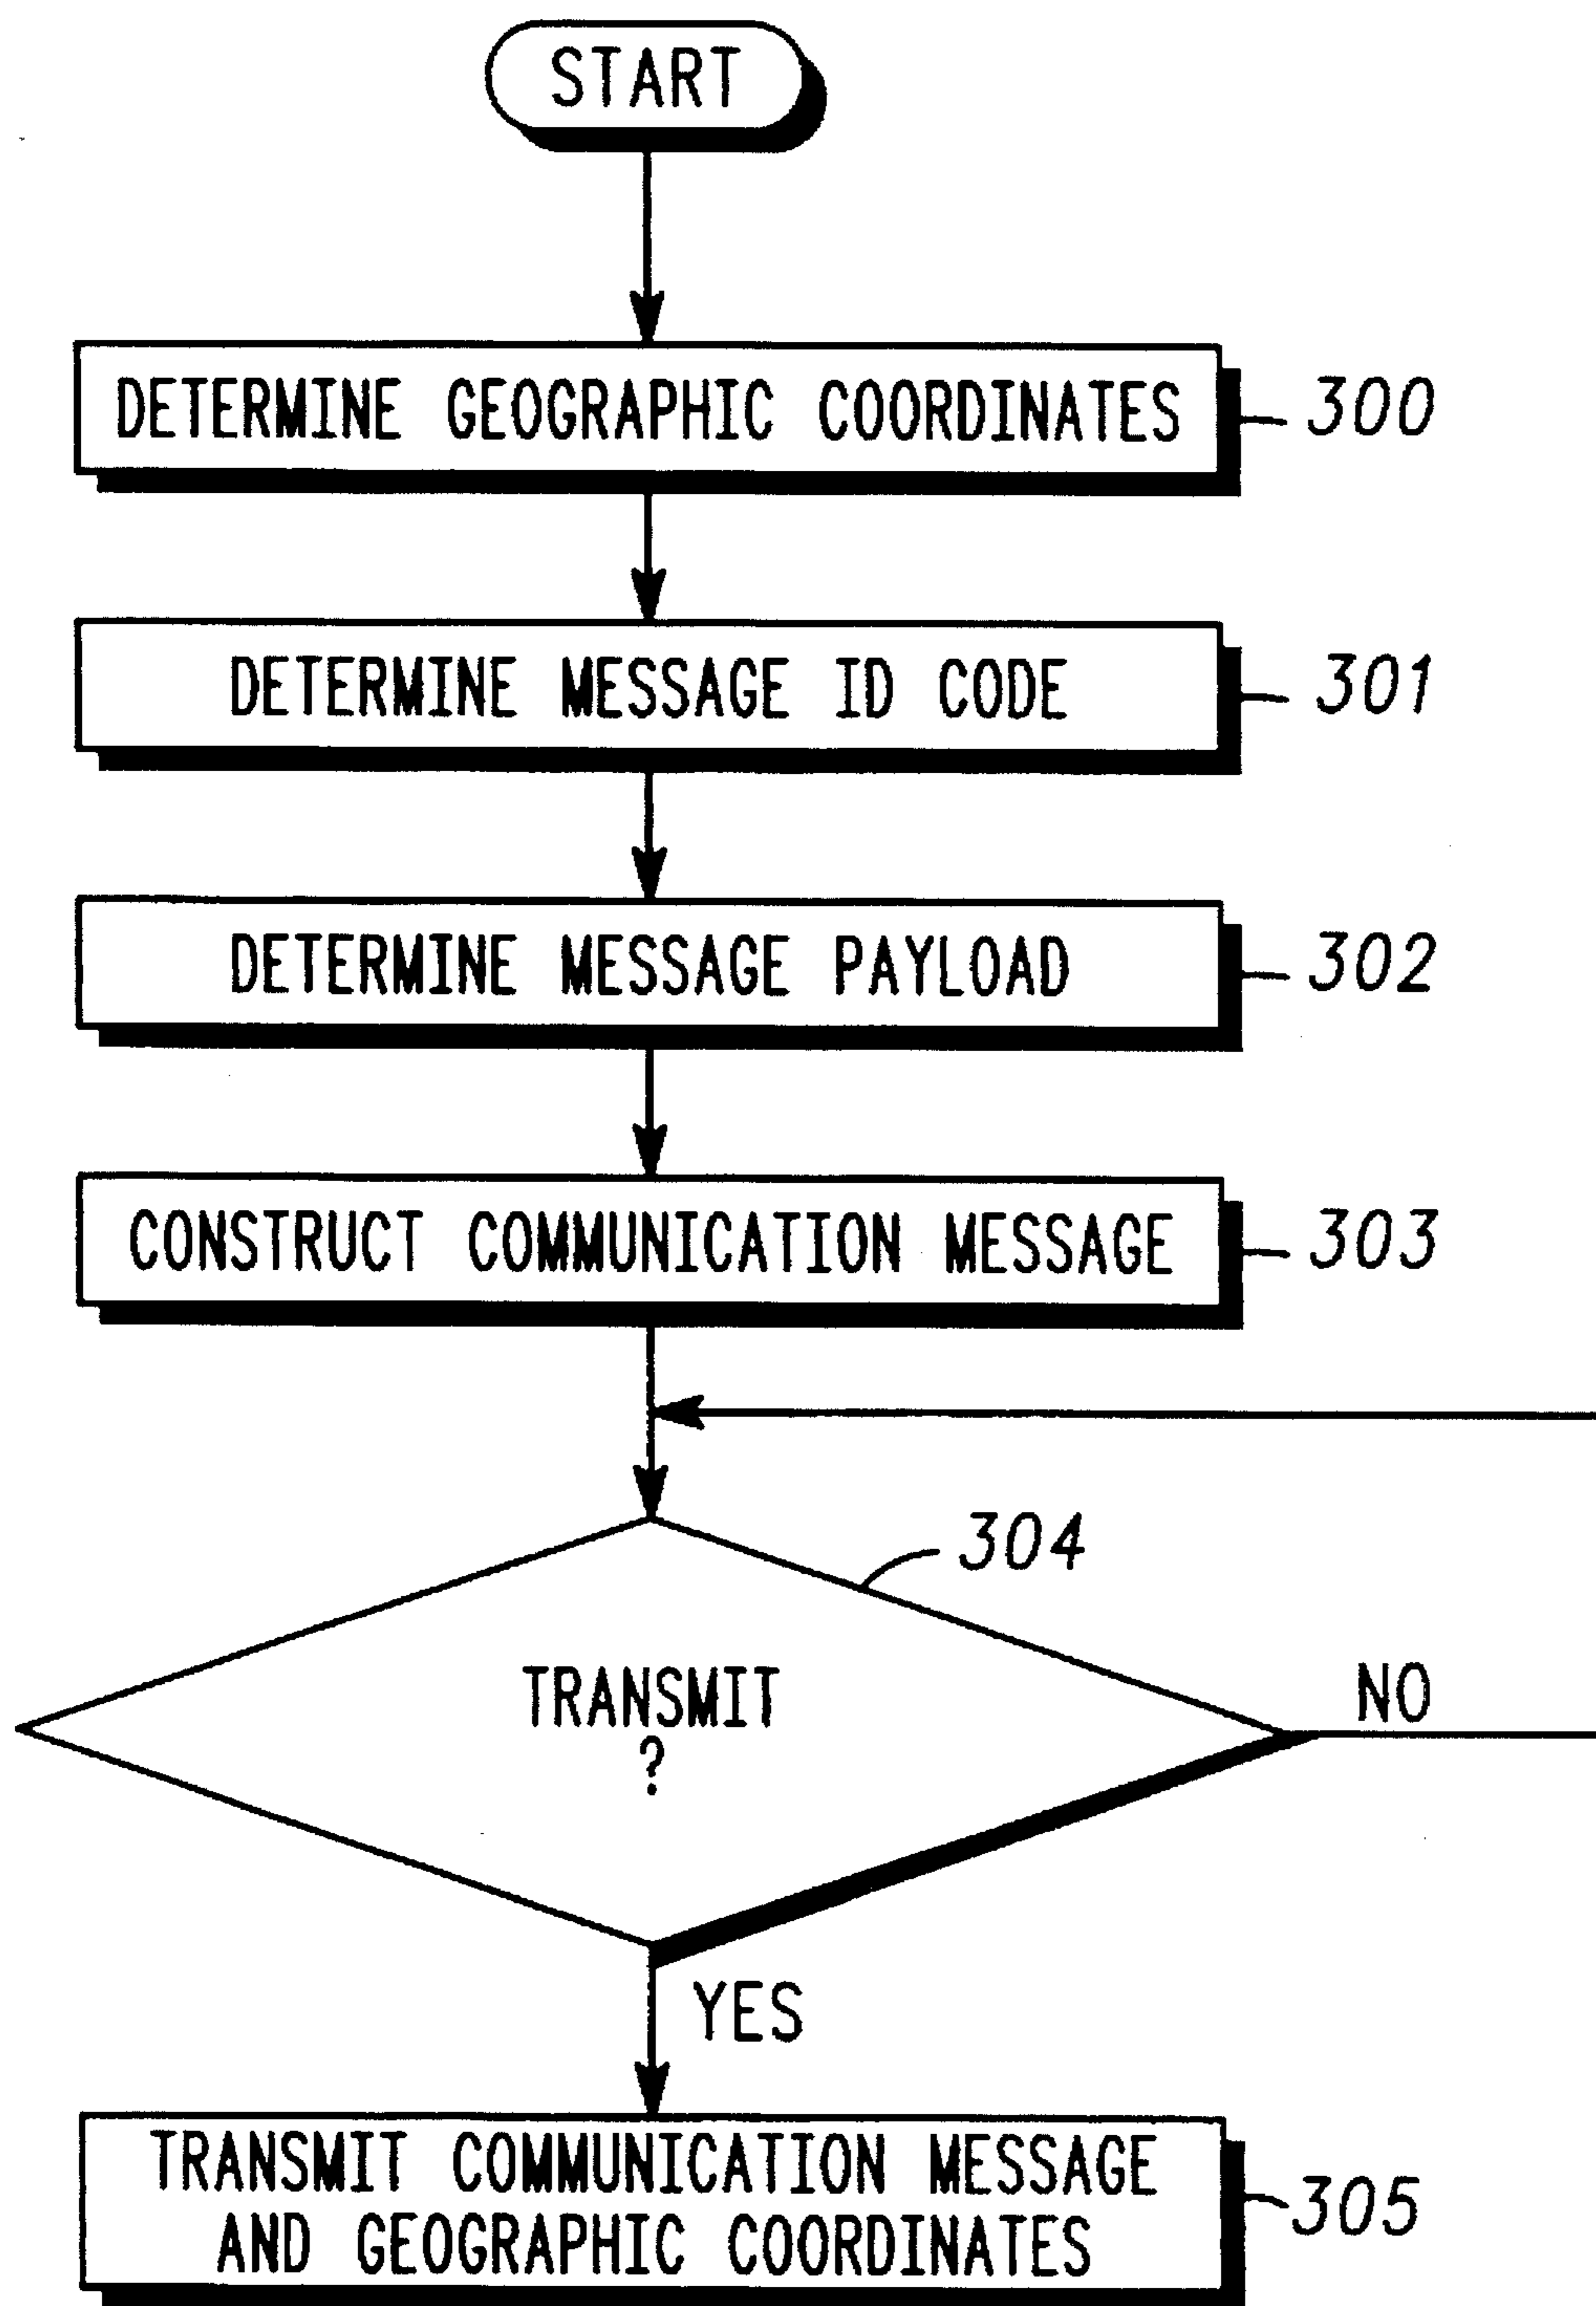 START
DETERMINE GEOGRAPHIC COORDINATES
300
DETERMINE MESSAGE ID CODE
301
DETERMINE MESSAGE PAYLOAD
302
CONSTRUCT COMMUNICATION MESSAGE
303
304
TRANSMIT
?
NO
YES
TRANSMIT COMMUNICATION MESSAGE
AND GEOGRAPHIC COORDINATES
305